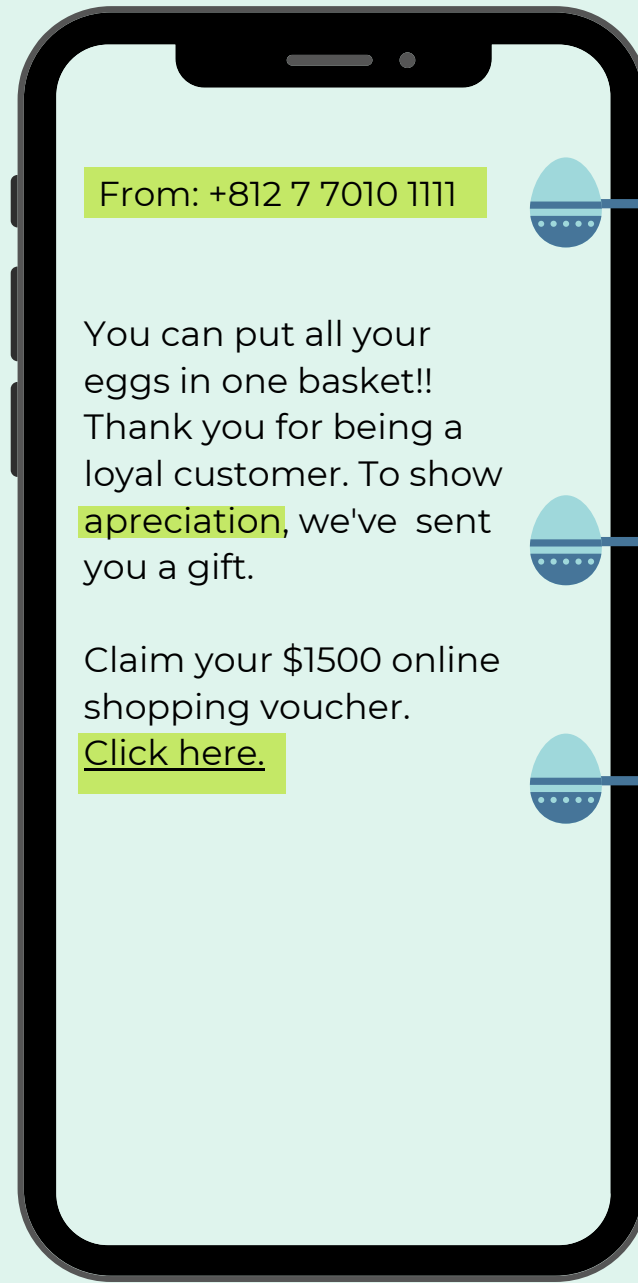 From: +812 7 7010 1111
You can put all your
eggs in one basket!!
Thank you for being a
loyal customer. To show
apreciation, we've  sent
you a gift.
Claim your $1500 online
shopping voucher.
Click here.